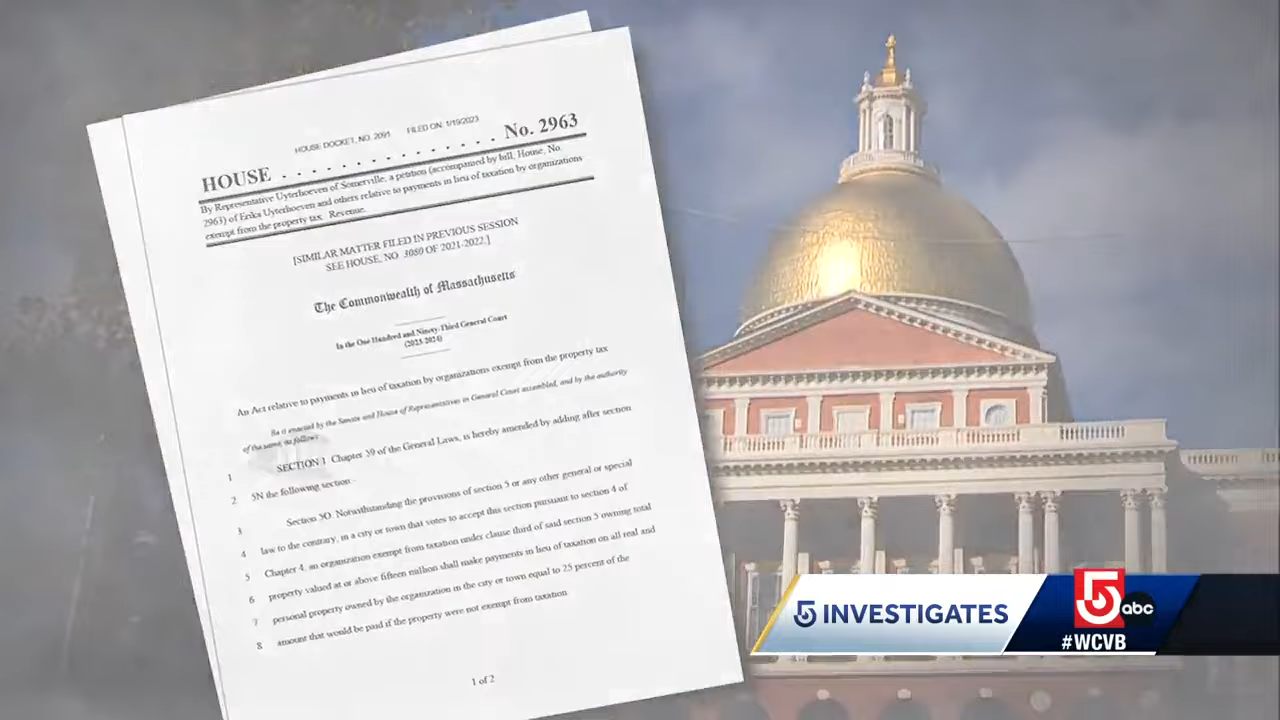 HOUSE DOCKET, NO. 2091 FILED ON: 1/19/2023
HOUSE . . . . . . . . . . . . . . . No. 2963
By Representative Uyterhoeven of Somerville, a petition (accompanied by bill, House, No.
2963) of Erika Uyterhoeven and others relative to payments in lieu of taxation by organizations
exempt from the property tax. Revenue.
[SIMILAR MATTER FILED IN PREVIOUS SESSION
SEE HOUSE, NO. 3080 OF 2021-2022.]
The Commonwealth of Massachusetts
In the One Hundred and Ninety-Third General Court
(2023-2024)
An Act relative to payments in lieu of taxation by organizations exempt from the property tax
Be it enacted by the Senate and House of Representatives in General Court assembled, and by the authority
of the same, as follows:
1 SECTION 1. Chapter 59 of the General Laws, is hereby amended by adding after section
2 5N the following section:-
3 Section 5O. Notwithstanding the provisions of section 5 or any other general or special
4 law to the contrary, in a city or town that votes to accept this section pursuant to section 4 of
5 Chapter 4, an organization exempt from taxation under clause third of said section 5 owning total
6 property valued at or above fifteen million shall make payments in lieu of taxation on all real and
7 personal property owned by the organization in the city or town equal to 25 percent of the
8 amount that would be paid if the property were not exempt from taxation.
1 of 2
5 INVESTIGATES
5 abc
#WCVB